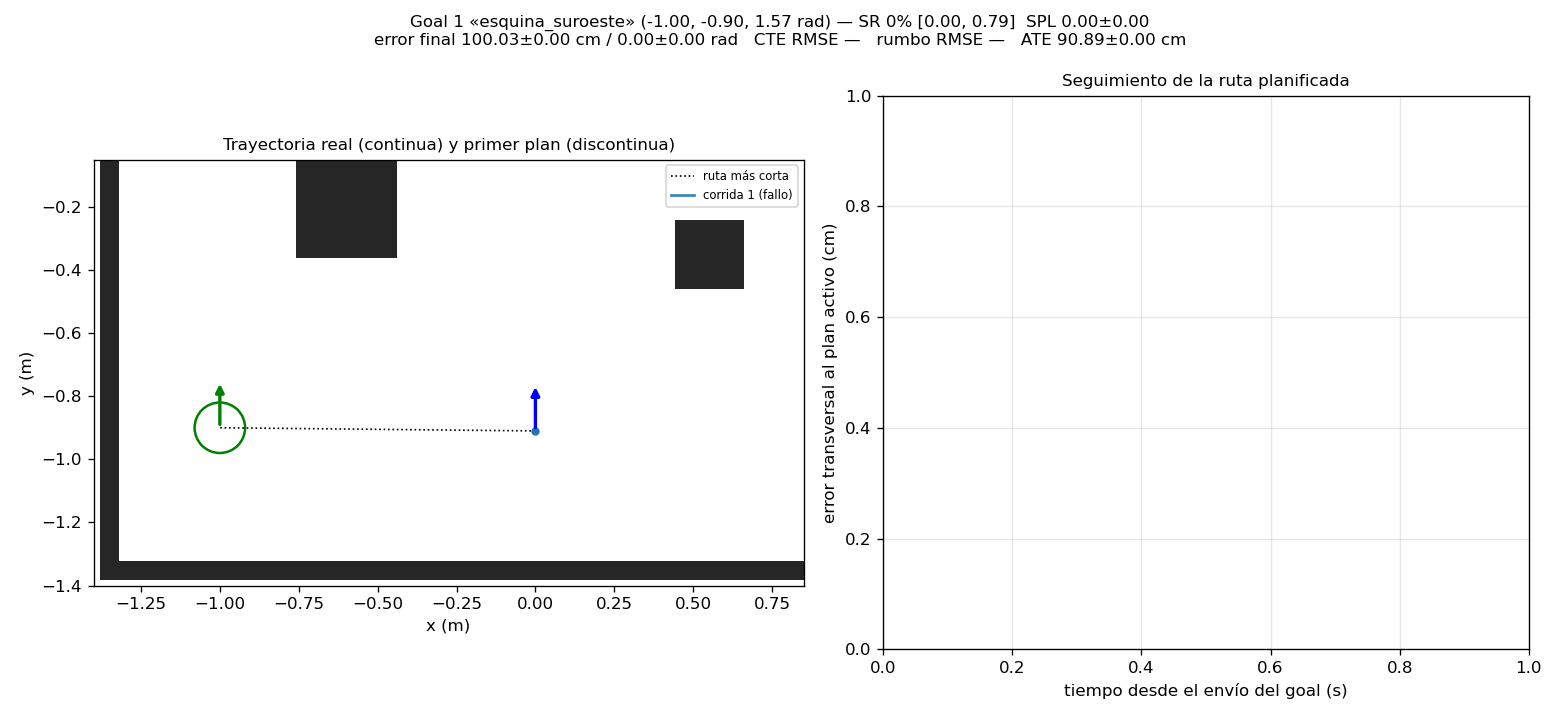 Goal 1 «esquina_suroeste» (-1.00, -0.90, 1.57 rad) — SR 0% [0.00, 0.79]  SPL 0.00±0.00
error final 100.03±0.00 cm / 0.00±0.00 rad   CTE RMSE —   rumbo RMSE —   ATE 90.89±0.00 cm
Trayectoria real (continua) y primer plan (discontinua)
ruta más corta
corrida 1 (fallo)
−0.2
−0.4
−0.6
−0.8
−1.0
−1.2
−1.4
y (m)
−1.25
−1.00
−0.75
−0.50
−0.25
0.00
0.25
0.50
0.75
x (m)
Seguimiento de la ruta planificada
1.0
0.8
0.6
0.4
0.2
0.0
error transversal al plan activo (cm)
0.0
0.2
0.4
0.6
0.8
1.0
tiempo desde el envío del goal (s)